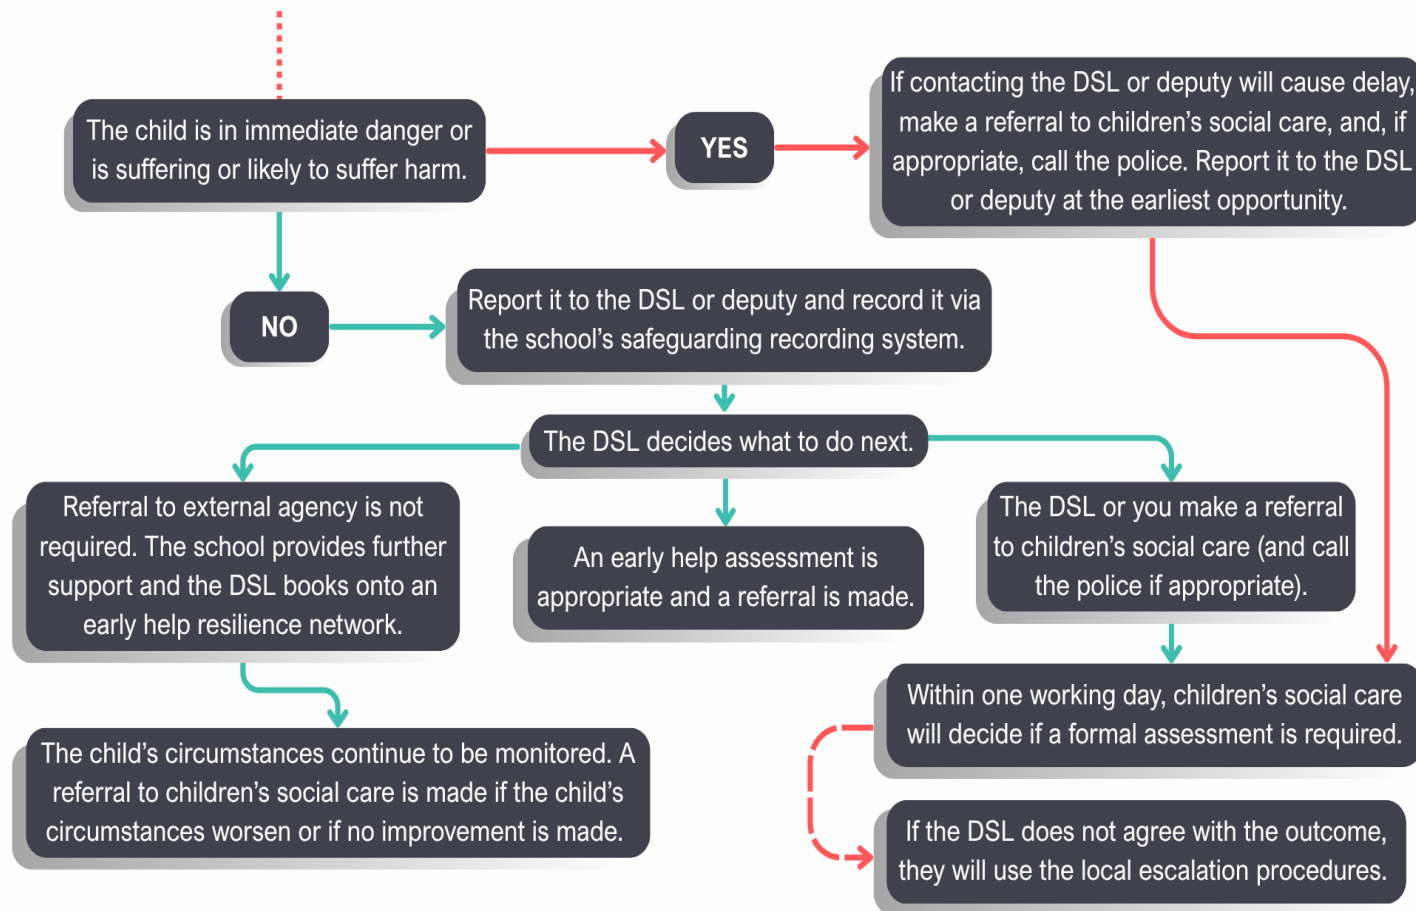 The child is in immediate danger or
is suffering or likely to suffer harm.
YES
If contacting the DSL or deputy will cause delay,
make a referral to children’s social care, and, if
appropriate, call the police. Report it to the DSL
or deputy at the earliest opportunity.
NO
Report it to the DSL or deputy and record it via
the school’s safeguarding recording system.
The DSL decides what to do next.
Referral to external agency is not
required. The school provides further
support and the DSL books onto an
early help resilience network.
An early help assessment is
appropriate and a referral is made.
The DSL or you make a referral
to children’s social care (and call
the police if appropriate).
The child’s circumstances continue to be monitored. A
referral to children’s social care is made if the child’s
circumstances worsen or if no improvement is made.
Within one working day, children’s social care
will decide if a formal assessment is required.
If the DSL does not agree with the outcome,
they will use the local escalation procedures.